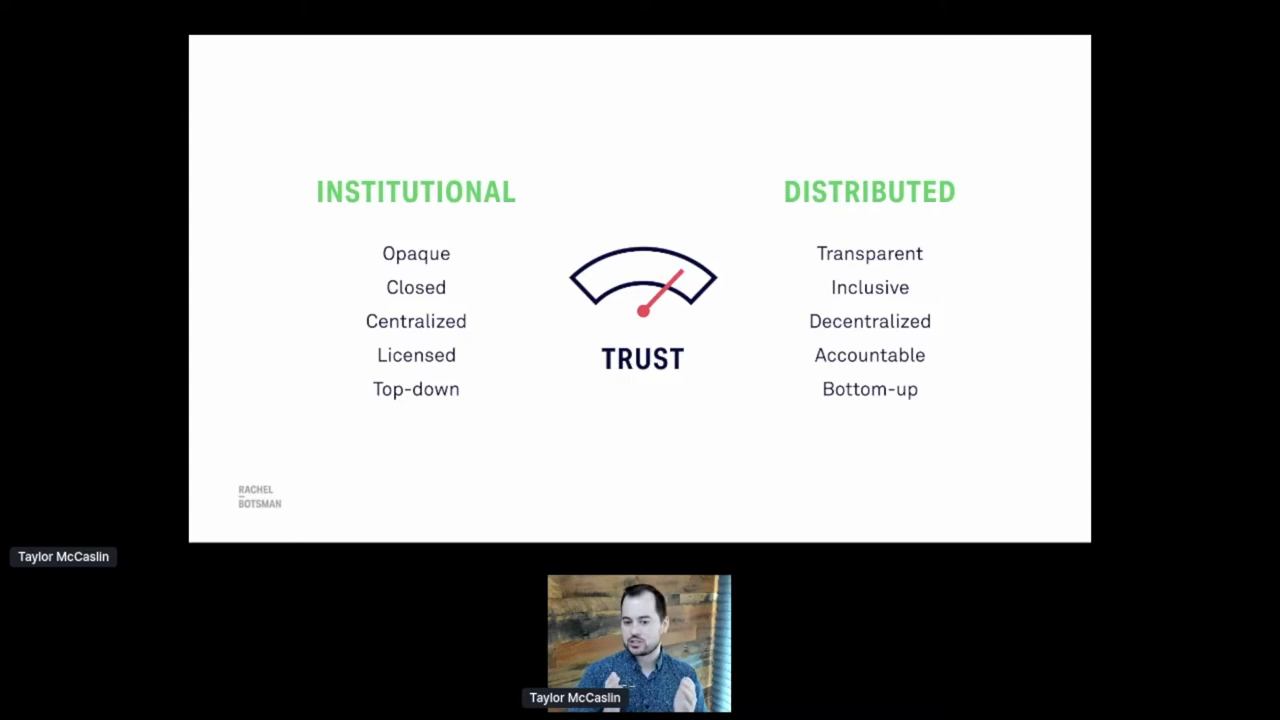 INSTITUTIONAL
Opaque
Closed
Centralized
Licensed
Top-down
TRUST
DISTRIBUTED
Transparent
Inclusive
Decentralized
Accountable
Bottom-up
RACHEL
BOTSMAN
Taylor McCaslin
Taylor McCaslin